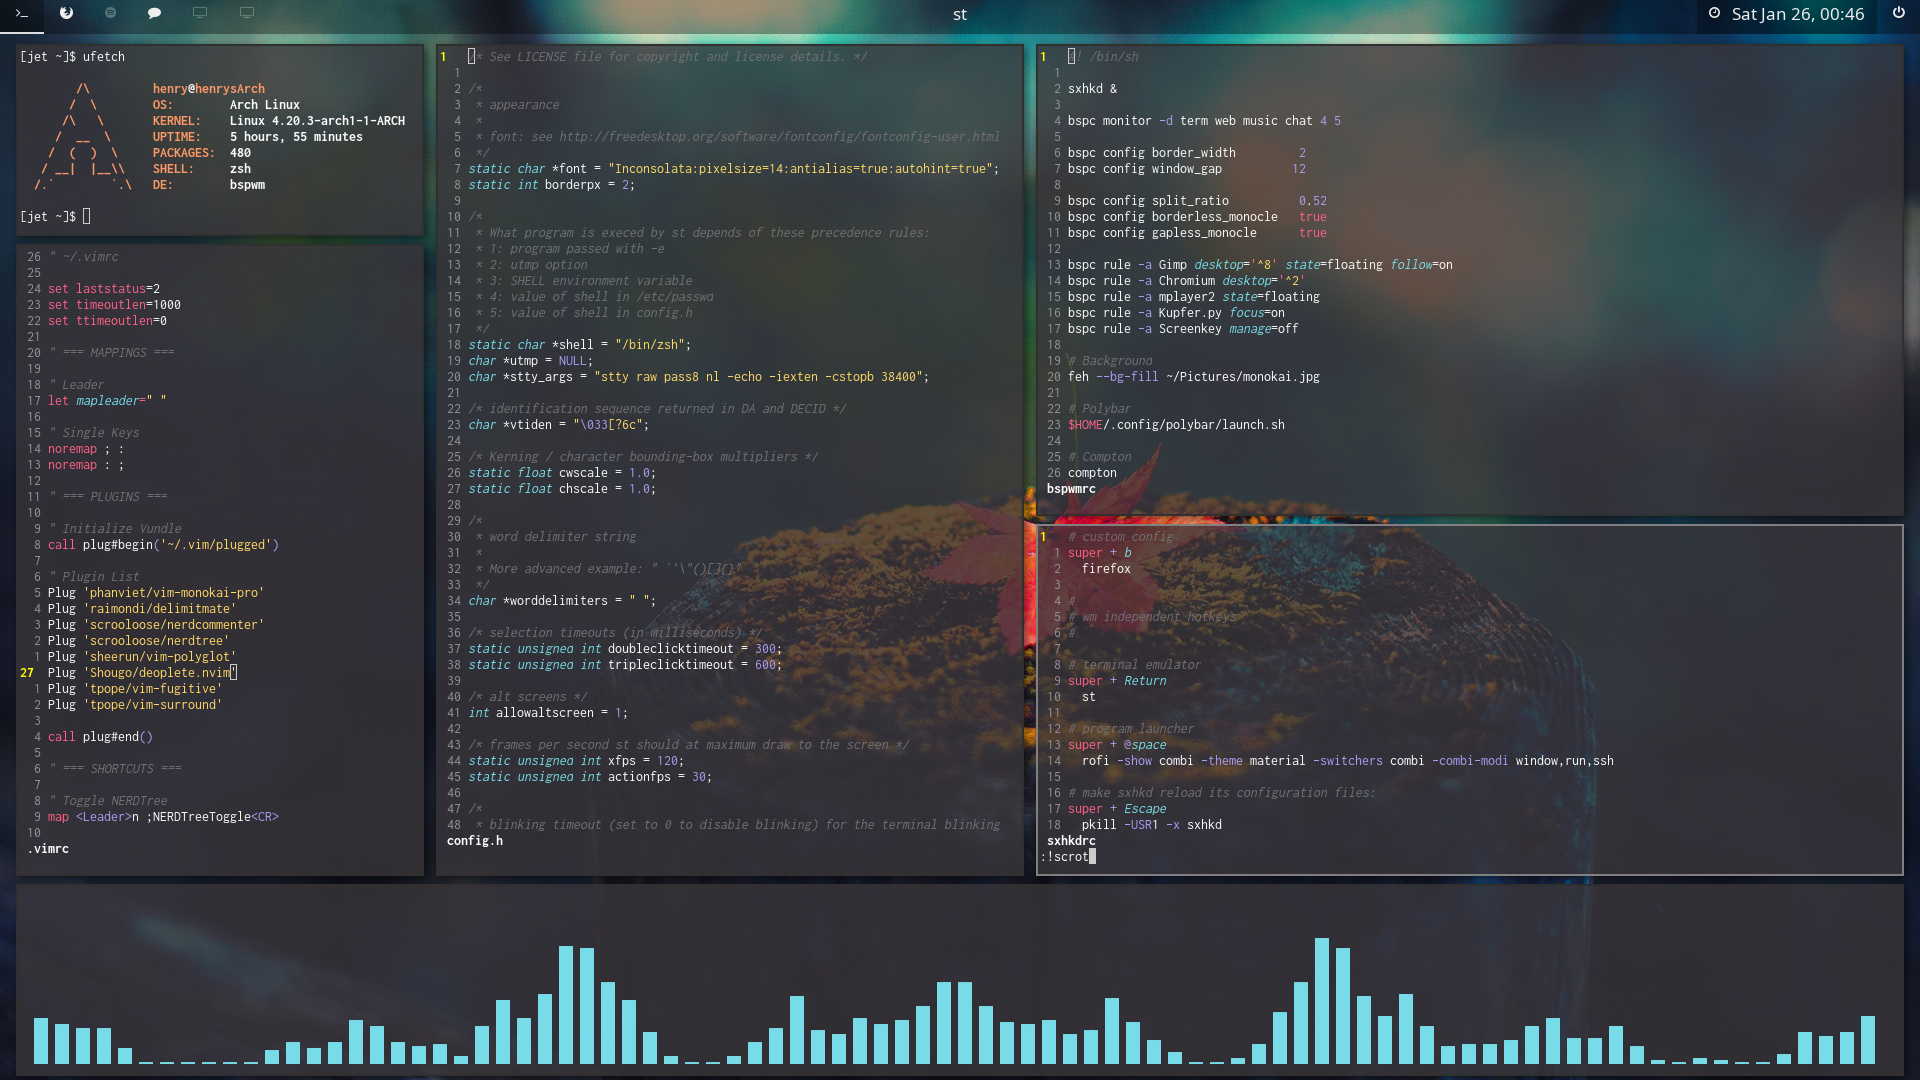 st
Sat Jan 26, 00:46
[jet ~]$ ufetch
henry@henrysArch
OS: Arch Linux
KERNEL: Linux 4.20.3-arch1-1-ARCH
UPTIME: 5 hours, 55 minutes
PACKAGES: 480
SHELL: zsh
DE: bspwm
[jet ~]$
26 " ~/.vimrc
25
24 set laststatus=2
23 set timeoutlen=1000
22 set ttimeoutlen=0
21
20 " === MAPPINGS ===
19
18 " Leader
17 let mapleader=" "
16
15 " Single Keys
14 noremap ; :
13 noremap : ;
12
11 " === PLUGINS ===
10
9 " Initialize Vundle
8 call plug#begin('~/.vim/plugged')
7
6 " Plugin List
5 Plug 'phanviet/vim-monokai-pro'
4 Plug 'raimondi/delimitmate'
3 Plug 'scrooloose/nerdcommenter'
2 Plug 'scrooloose/nerdtree'
1 Plug 'sheerun/vim-polyglot'
27 Plug 'Shougo/deoplete.nvim'
1 Plug 'tpope/vim-fugitive'
2 Plug 'tpope/vim-surround'
3
4 call plug#end()
5
6 " === SHORTCUTS ===
7
8 " Toggle NERDTree
9 map <Leader>n ;NERDTreeToggle<CR>
10
.vimrc
1 /* See LICENSE file for copyright and license details. */
1
2 /*
3 * appearance
4 *
5 * font: see http://freedesktop.org/software/fontconfig/fontconfig-user.html
6 */
7 static char *font = "Inconsolata:pixelsize=14:antialias=true:autohint=true";
8 static int borderpx = 2;
9
10 /*
11 * What program is execed by st depends of these precedence rules:
12 * 1: program passed with -e
13 * 2: utmp option
14 * 3: SHELL environment variable
15 * 4: value of shell in /etc/passwd
16 * 5: value of shell in config.h
17 */
18 static char *shell = "/bin/zsh";
19 char *utmp = NULL;
20 char *stty_args = "stty raw pass8 nl -echo -iexten -cstopb 38400";
21
22 /* identification sequence returned in DA and DECID */
23 char *vtiden = "\033[?6c";
24
25 /* Kerning / character bounding-box multipliers */
26 static float cwscale = 1.0;
27 static float chscale = 1.0;
28
29 /*
30 * word delimiter string
31 *
32 * More advanced example: " `'\"()[]{}"
33 */
34 char *worddelimiters = " ";
35
36 /* selection timeouts (in milliseconds) */
37 static unsigned int doubleclicktimeout = 300;
38 static unsigned int tripleclicktimeout = 600;
39
40 /* alt screens */
41 int allowaltscreen = 1;
42
43 /* frames per second st should at maximum draw to the screen */
44 static unsigned int xfps = 120;
45 static unsigned int actionfps = 30;
46
47 /*
48 * blinking timeout (set to 0 to disable blinking) for the terminal blinking
config.h
1 #! /bin/sh
1
2 sxhkd &
3
4 bspc monitor -d term web music chat 4 5
5
6 bspc config border_width 2
7 bspc config window_gap 12
8
9 bspc config split_ratio 0.52
10 bspc config borderless_monocle true
11 bspc config gapless_monocle true
12
13 bspc rule -a Gimp desktop='^8' state=floating follow=on
14 bspc rule -a Chromium desktop='^2'
15 bspc rule -a mplayer2 state=floating
16 bspc rule -a Kupfer.py focus=on
17 bspc rule -a Screenkey manage=off
18
19 # Background
20 feh --bg-fill ~/Pictures/monokai.jpg
21
22 # Polybar
23 $HOME/.config/polybar/launch.sh
24
25 # Compton
26 compton
bspwmrc
1 # custom config
1 super + b
2 firefox
3
4 #
5 # wm independent hotkeys
6 #
7
8 # terminal emulator
9 super + Return
10 st
11
12 # program launcher
13 super + @space
14 rofi -show combi -theme material -switchers combi -combi-modi window,run,ssh
15
16 # make sxhkd reload its configuration files:
17 super + Escape
18 pkill -USR1 -x sxhkd
sxhkdrc
:!scrot